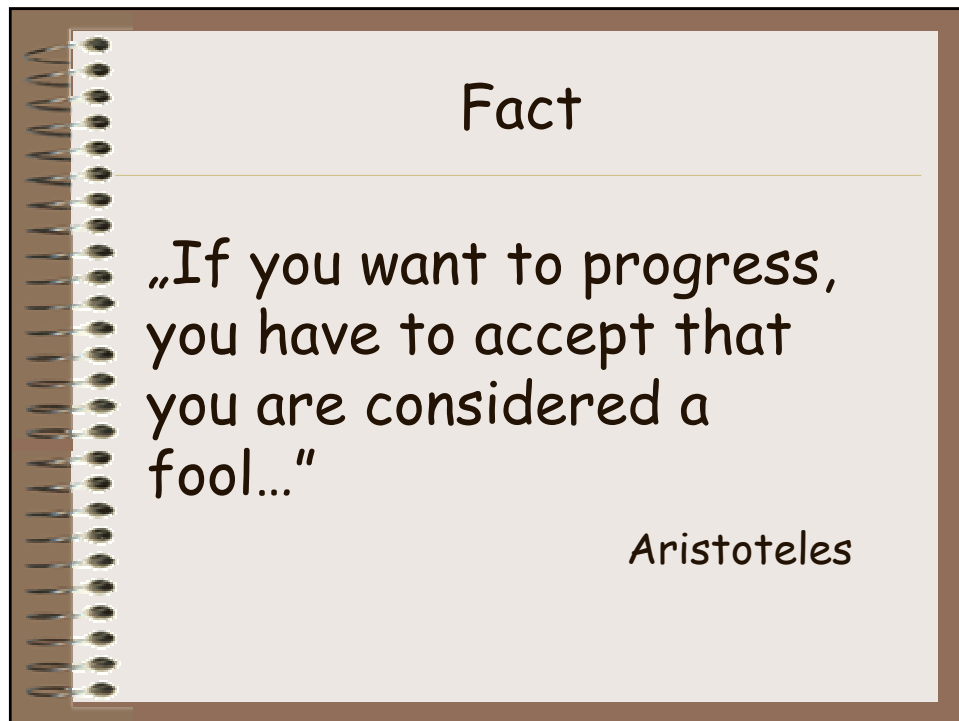 Fact
„If you want to progress,
you have to accept that
you are considered a
fool…”
Aristoteles